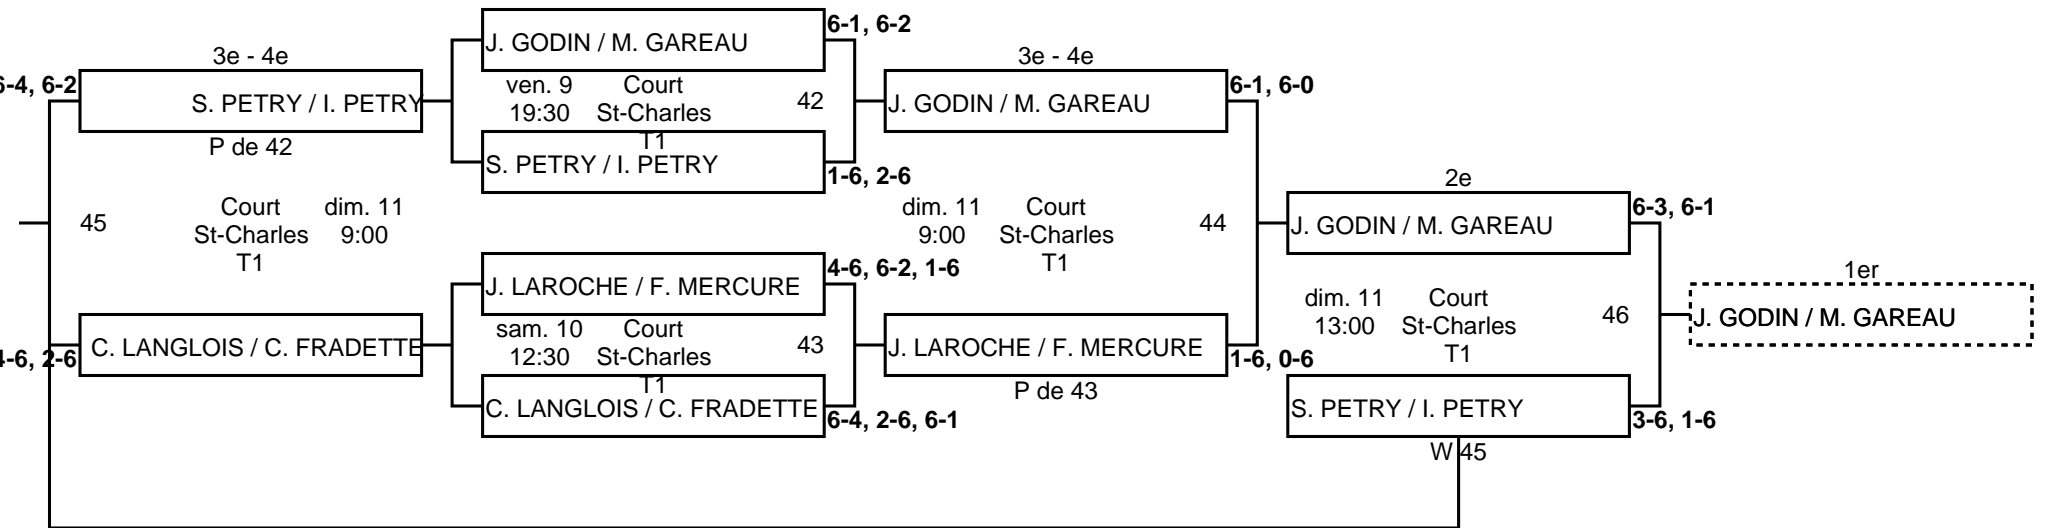 6-4, 6-2
3e - 4e
S. PETRY / I. PETRY
P de 42
45
Court
St-Charles
T1
dim. 11
9:00
C. LANGLOIS / C. FRADETTE
4-6, 2-6
J. GODIN / M. GAREAU
6-1, 6-2
ven. 9
19:30
Court
St-Charles
T1
42
S. PETRY / I. PETRY
1-6, 2-6
J. LAROCHE / F. MERCURE
4-6, 6-2, 1-6
sam. 10
12:30
Court
St-Charles
T1
43
C. LANGLOIS / C. FRADETTE
6-4, 2-6, 6-1
3e - 4e
J. GODIN / M. GAREAU
6-1, 6-0
dim. 11
9:00
Court
St-Charles
T1
44
J. LAROCHE / F. MERCURE
1-6, 0-6
P de 43
2e
J. GODIN / M. GAREAU
6-3, 6-1
dim. 11
13:00
Court
St-Charles
T1
46
S. PETRY / I. PETRY
3-6, 1-6
W 45
1er
J. GODIN / M. GAREAU